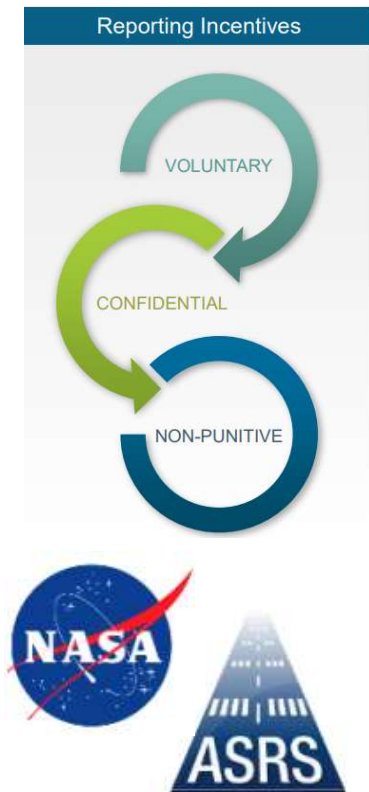 Reporting Incentives
VOLUNTARY
CONFIDENTIAL
NON-PUNITIVE
NASA
ASRS